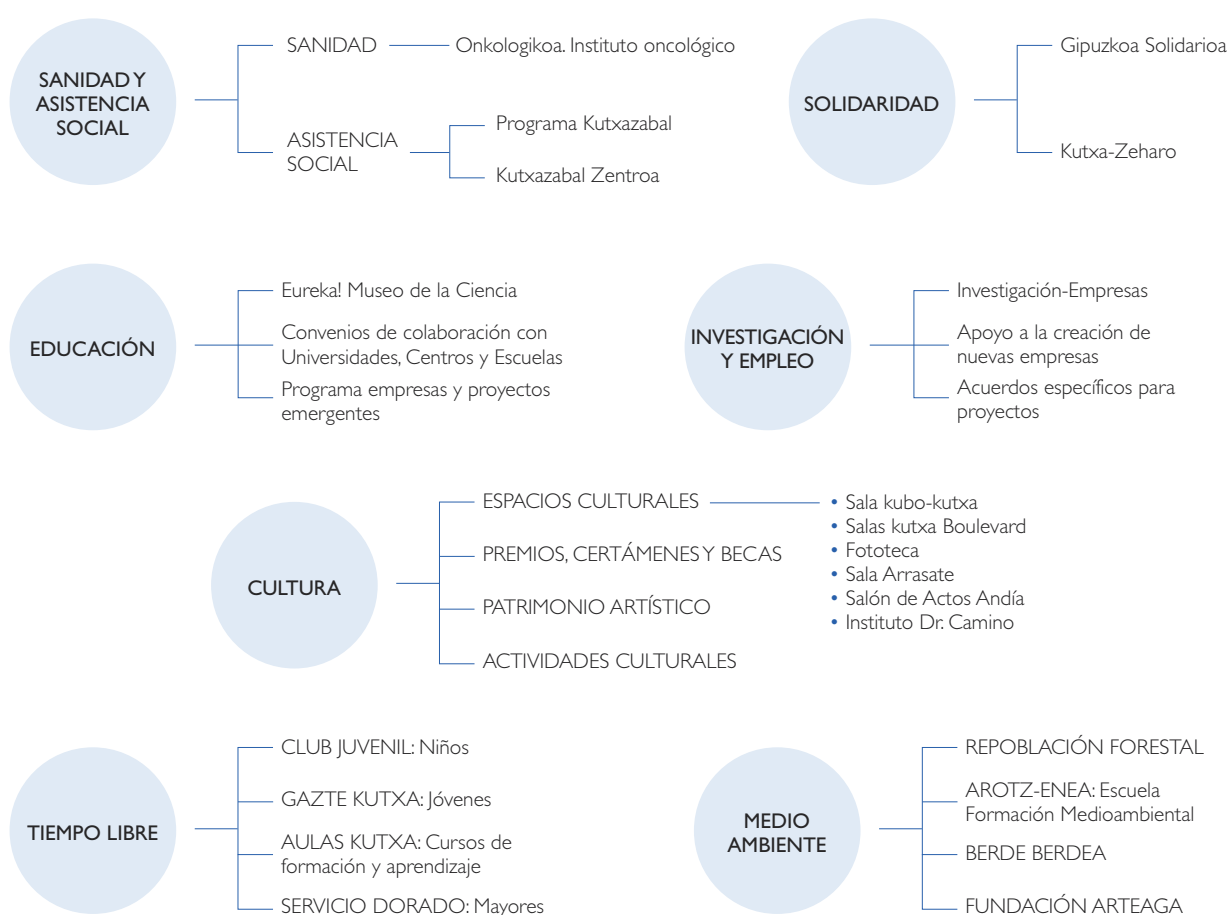 SANIDAD Y
ASISTENCIA
SOCIAL
SANIDAD
Onkologikoa. Instituto oncológico
ASISTENCIA
SOCIAL
Programa Kutxazabal
Kutxazabal Zentroa
SOLIDARIDAD
Gipuzkoa Solidarioa
Kutxa-Zeharo
EDUCACIÓN
Eureka! Museo de la Ciencia
Convenios de colaboración con
Universidades, Centros y Escuelas
Programa empresas y proyectos
emergentes
INVESTIGACIÓN
Y EMPLEO
Investigación-Empresas
Apoyo a la creación de
nuevas empresas
Acuerdos específicos para
proyectos
CULTURA
ESPACIOS CULTURALES
• Sala kubo-kutxa
• Salas kutxa Boulevard
• Fototeca
• Sala Arrasate
• Salón de Actos Andía
• Instituto Dr. Camino
PREMIOS, CERTÁMENES Y BECAS
PATRIMONIO ARTÍSTICO
ACTIVIDADES CULTURALES
TIEMPO LIBRE
CLUB JUVENIL: Niños
GAZTE KUTXA: Jóvenes
AULAS KUTXA: Cursos de
formación y aprendizaje
SERVICIO DORADO: Mayores
MEDIO
AMBIENTE
REPOBLACIÓN FORESTAL
AROTZ-ENEA: Escuela
Formación Medioambiental
BERDE BERDEA
FUNDACIÓN ARTEAGA